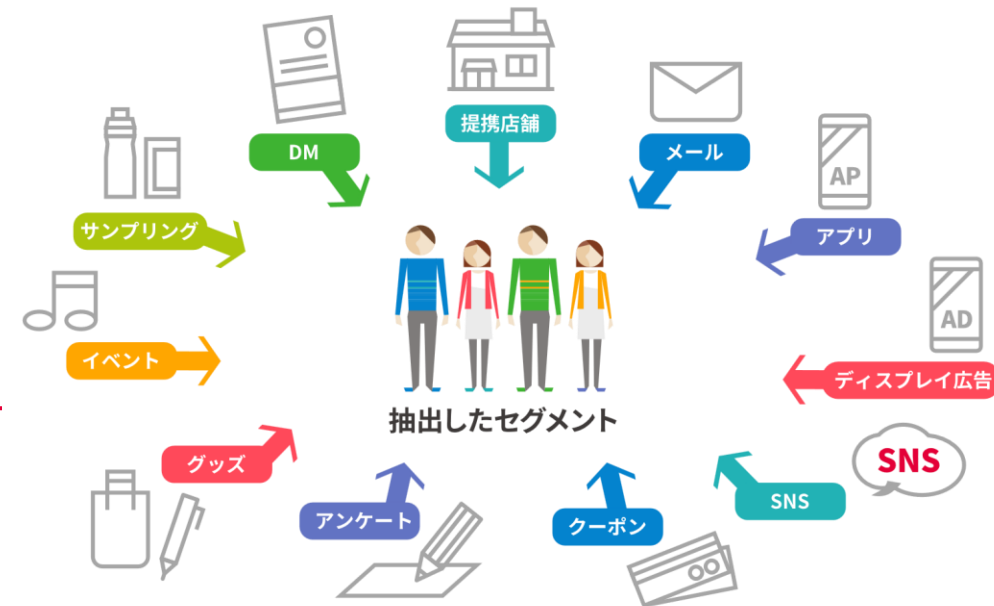 提携店舗
DM
メール
AP
サンプリング
アプリ
AD
イベント
ディスプレイ広告
抽出したセグメント
SNS
グッズ
SNS
アンケート
クーポン